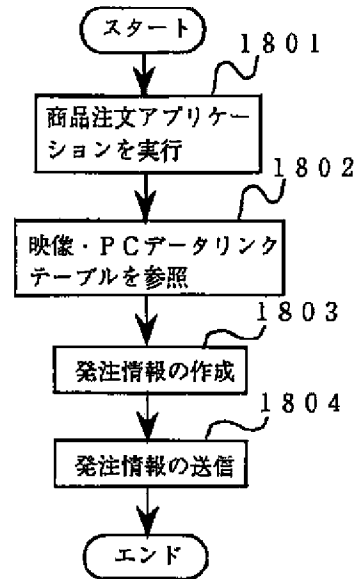 スタート
1801
商品注文アプリケー
ションを実行
1802
映像・PCデータリンク
テーブルを参照
1803
発注情報の作成
1804
発注情報の送信
エンド